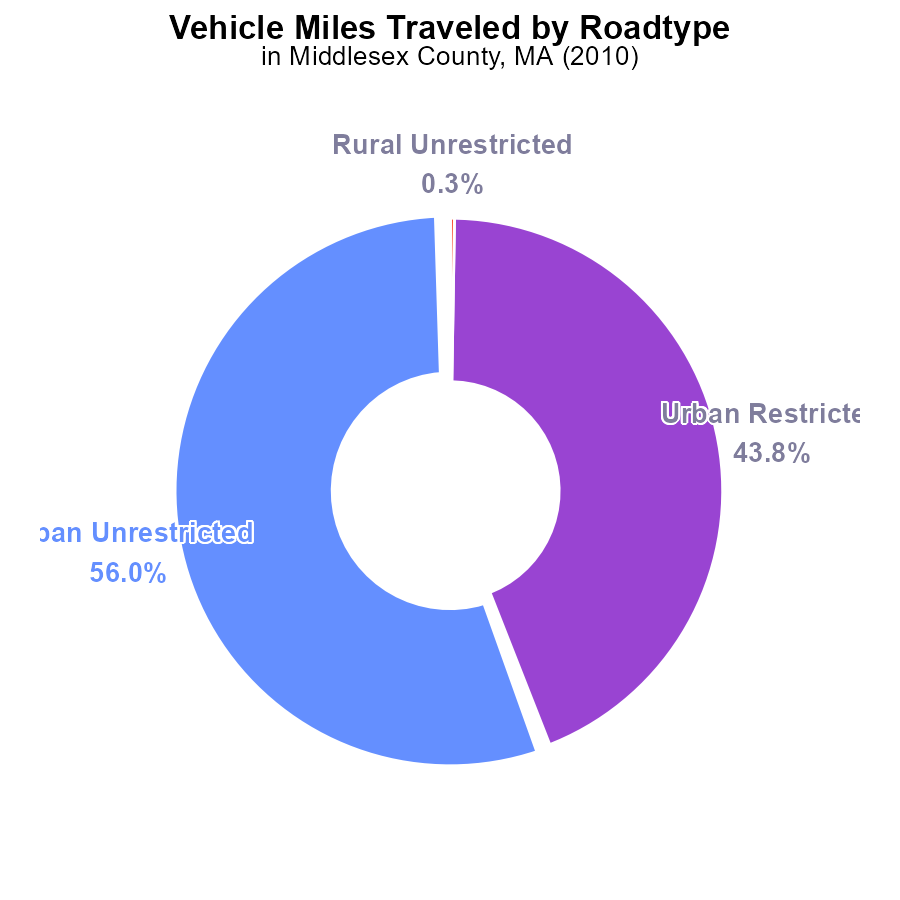 Vehicle Miles Traveled by Roadtype
in Middlesex County, MA (2010)
Rural Unrestricted
0.3%
Urban Restricte
43.8%
ban Unrestricted
56.0%